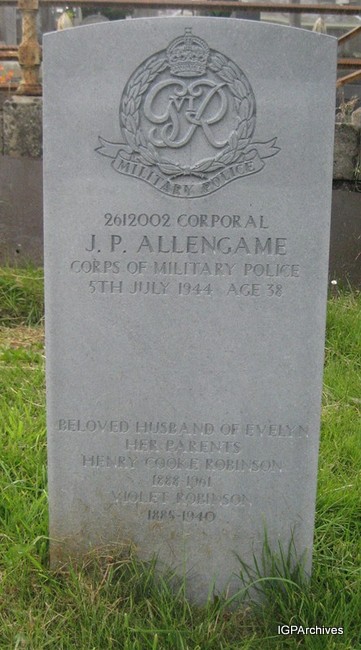 G VI R
MILITARY POLICE
2612002 CORPORAL
J. P. ALLENGAME
CORPS OF MILITARY POLICE
5TH JULY 1944 AGE 38
BELOVED HUSBAND OF EVELYN
HER PARENTS
HENRY COOKE ROBINSON
1888-1961
VIOLET ROBINSON
1885-1940
IGPArchives